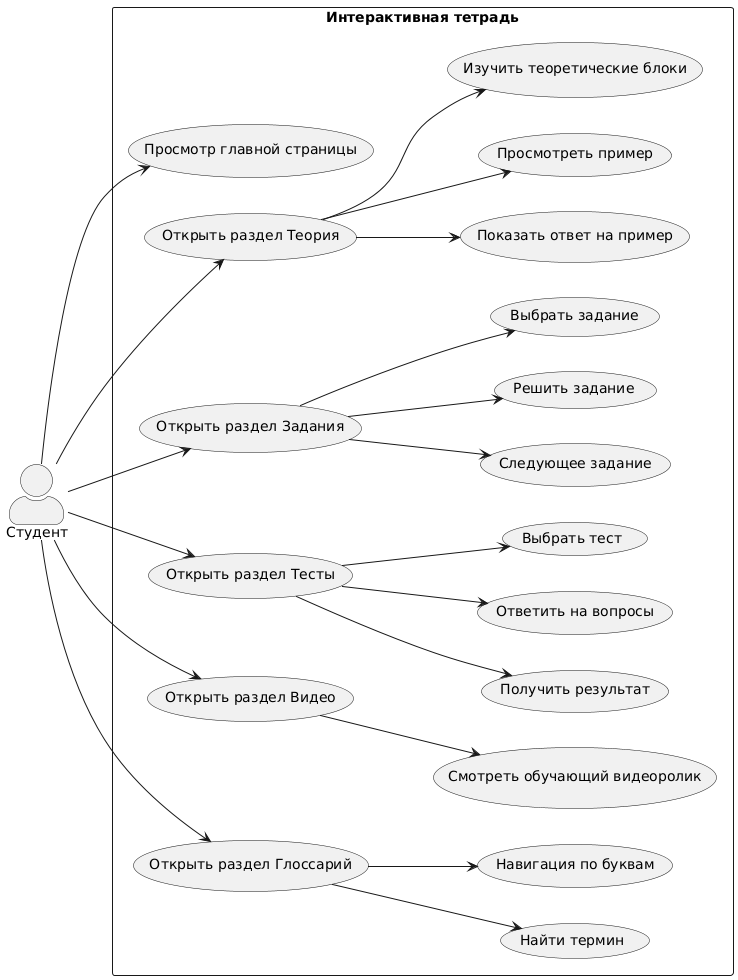 Интерактивная тетрадь
Изучить теоретические блоки
Просмотр главной страницы
Просмотреть пример
Открыть раздел Теория
Показать ответ на пример
Выбрать задание
Решить задание
Открыть раздел Задания
Следующее задание
Студент
Выбрать тест
Открыть раздел Тесты
Ответить на вопросы
Получить результат
Открыть раздел Видео
Смотреть обучающий видеоролик
Открыть раздел Глоссарий
Навигация по буквам
Найти термин